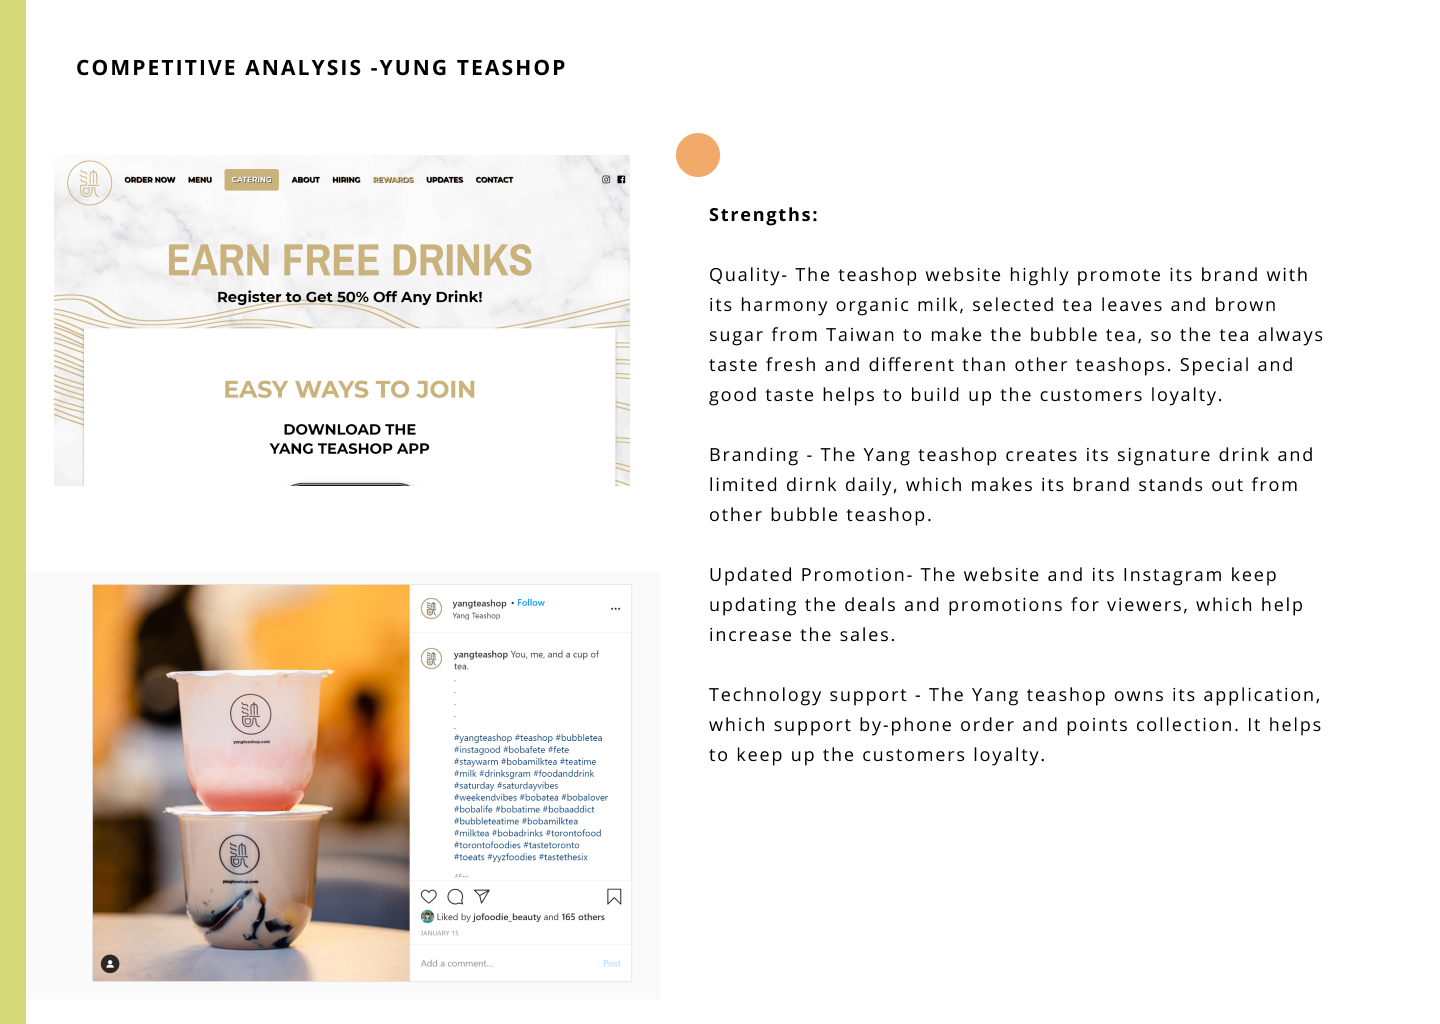 COMPETITIVE ANALYSIS -YUNG TEASHOP
ORDER NOW MENU CATERING ABOUT HIRING REWARDS UPDATES CONTACT
EARN FREE DRINKS
Register to Get 50% Off Any Drink!
EASY WAYS TO JOIN
DOWNLOAD THE
YANG TEASHOP APP
Strengths:
Quality- The teashop website highly promote its brand with
its harmony organic milk, selected tea leaves and brown
sugar from Taiwan to make the bubble tea, so the tea always
taste fresh and different than other teashops. Special and
good taste helps to build up the customers loyalty.
Branding - The Yang teashop creates its signature drink and
limited dirnk daily, which makes its brand stands out from
other bubble teashop.
Updated Promotion- The website and its Instagram keep
updating the deals and promotions for viewers, which help
increase the sales.
Technology support - The Yang teashop owns its application,
which support by-phone order and points collection. It helps
to keep up the customers loyalty.
yangteashop.com
yangteashop.com
yangteashop • Follow
Yang Teashop
yangteashop You, me, and a cup of
tea.
.
.
.
.
.
#yangteashop #teashop #bubbletea
#instagood #bobafete #fete
#staywarm #bobamilktea #teatime
#milk #drinksgram #foodanddrink
#saturday #saturdayvibes
#weekendvibes #bobatea #bobalover
#bobalife #bobatime #bobaaddict
#bubbleteatime #bobamilktea
#milktea #bobadrinks #torontofood
#torontofoodies #tastetoronto
#toeats #yyzfoodies #tastethesix
Liked by jofoodie_beauty and 165 others
JANUARY 15
Add a comment...
Post